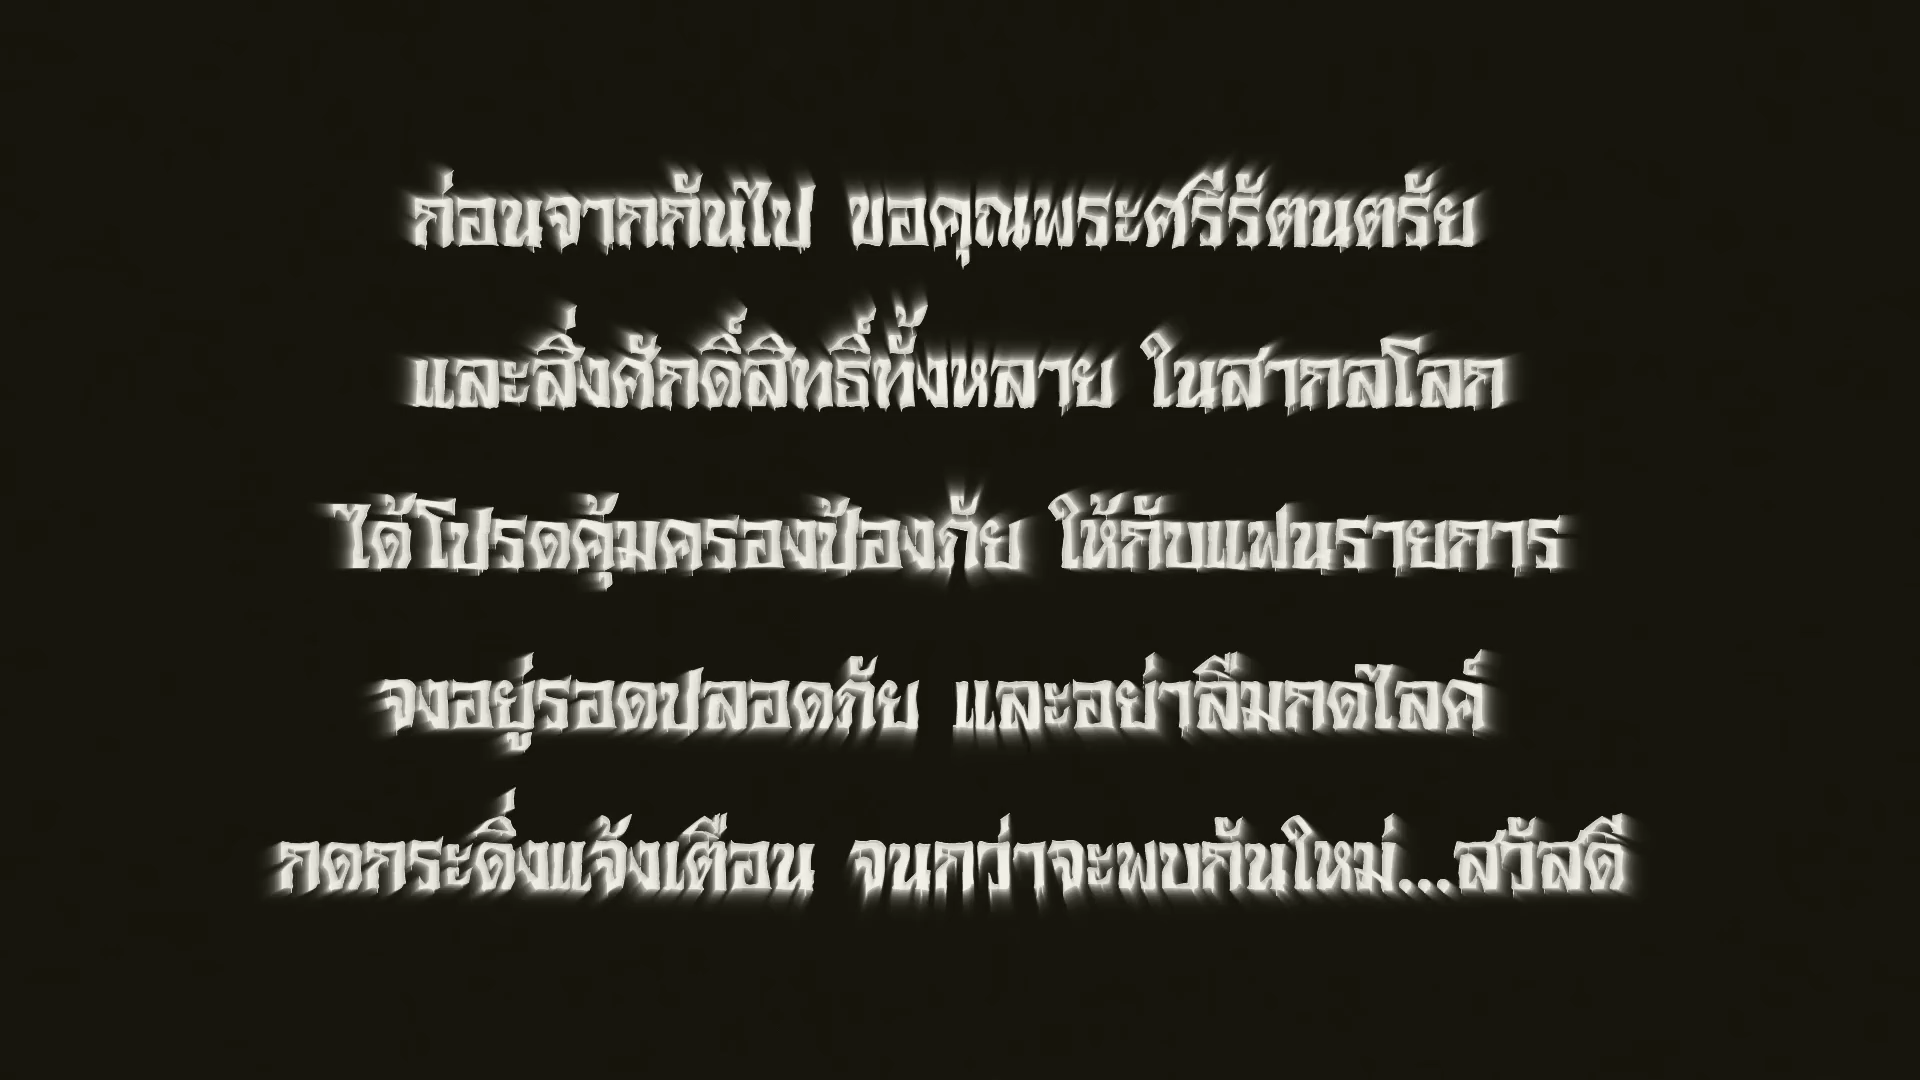 ก่อนจากกันไป ขอคุณพระศรีรัตนตรัย
และสิ่งศักดิ์สิทธิ์ทั้งหลาย ในสากลโลก
ได้โปรดคุ้มครองป้องภัย ให้กับแฟนรายการ
จงอยู่รอดปลอดภัย และอย่าลืมกดไลค์
กดกระดิ่งแจ้งเตือน จนกว่าจะพบกันใหม่...สวัสดี